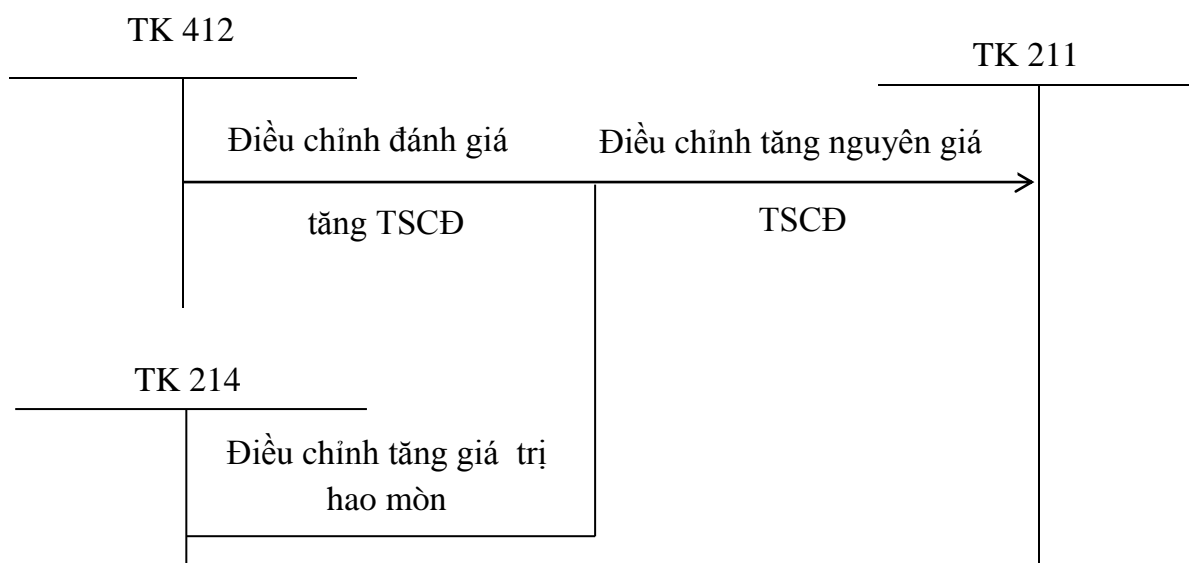 TK 412
TK 211
Điều chỉnh đánh giá
Điều chỉnh tăng nguyên giá
tăng TSCĐ
TSCĐ
TK 214
Điều chỉnh tăng giá trị
hao mòn